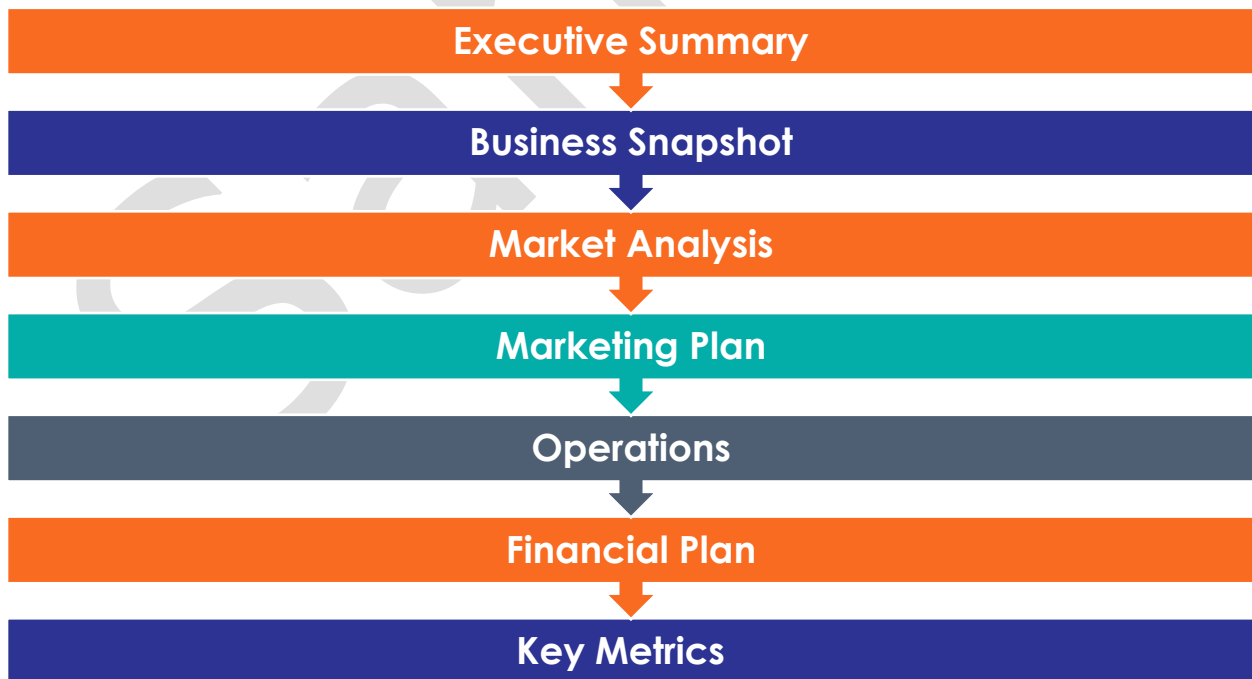 Executive Summary
Business Snapshot
Market Analysis
Marketing Plan
Operations
Financial Plan
Key Metrics